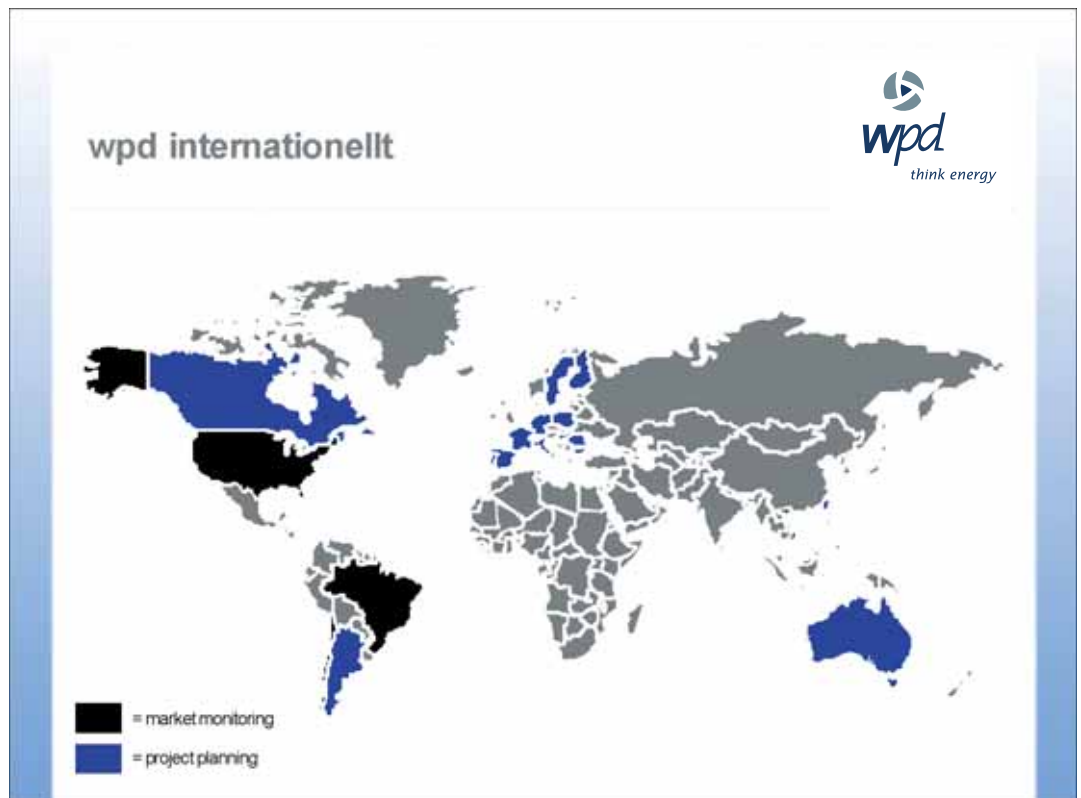 wpd internationellt
wpd
think energy
= market monitoring
= project planning